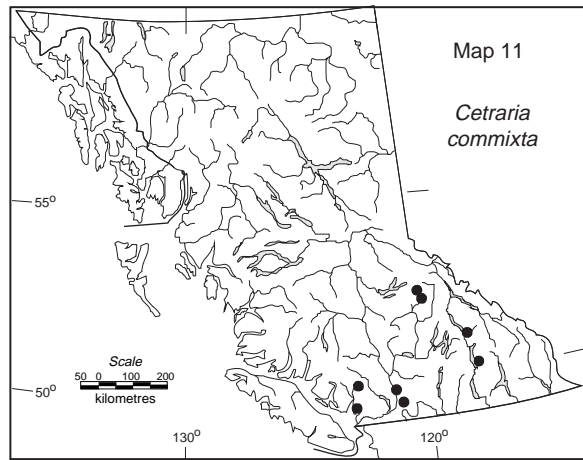 Map 11
Cetraria
commixta
55°
50°
Scale
50 0 100 200
kilometres
130°
120°